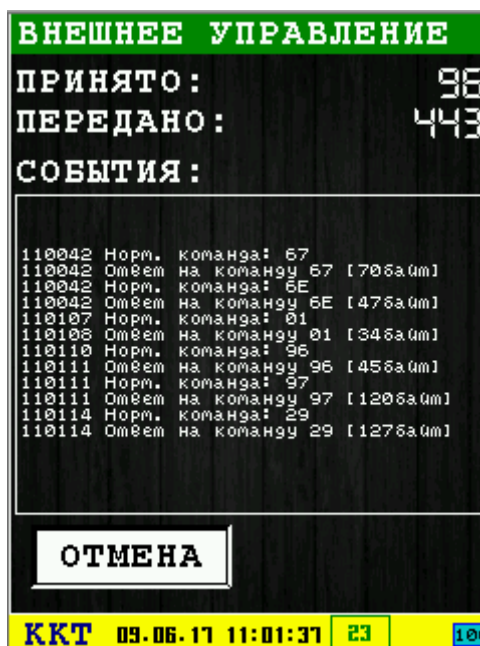 ВНЕШНЕЕ УПРАВЛЕНИЕ
ПРИНЯТО: 96
ПЕРЕДАНО: 443
СОБЫТИЯ:
110042 Норм. команда: 67
110042 Ответ на команду 67 [70байт]
110042 Норм. команда: 6E
110042 Ответ на команду 6E [47байт]
110107 Норм. команда: 01
110108 Ответ на команду 01 [34байт]
110110 Норм. команда: 96
110111 Ответ на команду 96 [45байт]
110111 Норм. команда: 97
110111 Ответ на команду 97 [120байт]
110114 Норм. команда: 29
110114 Ответ на команду 29 [127байт]
ОТМЕНА
ККТ 09.06.17 11:01:37 23